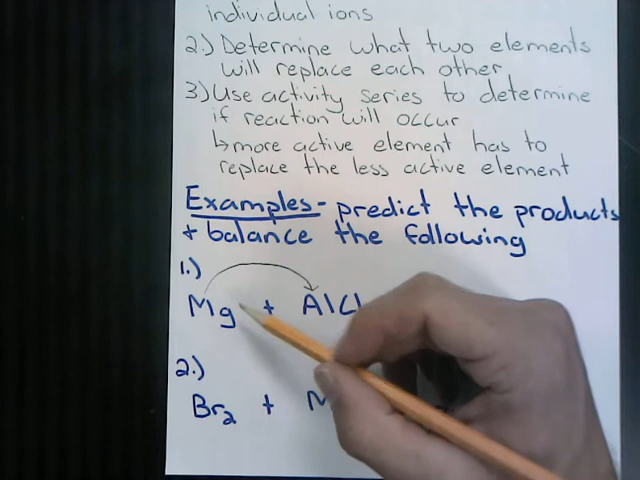 individual ions
2.) Determine what two elements
will replace each other
3.) Use activity series to determine
if reaction will occur
↳ more active element has to
replace the less active element
Examples - predict the products
+ balance the following
1.)
Mg + AlCl
2.)
Br₂ + M